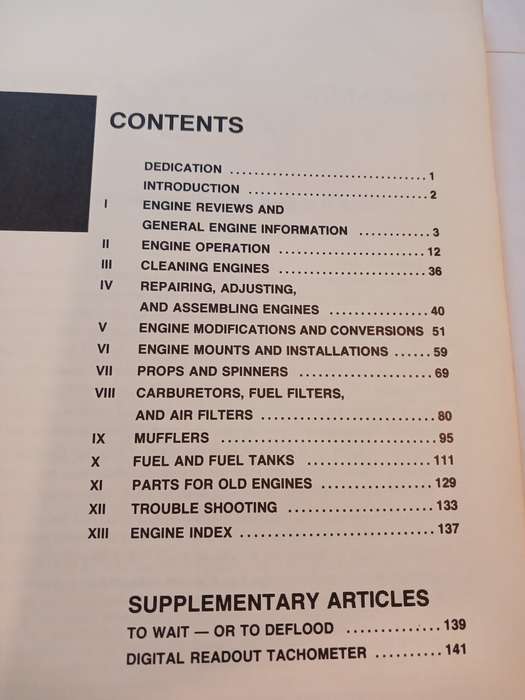 CONTENTS
DEDICATION .................................. 1
INTRODUCTION ............................... 2
I ENGINE REVIEWS AND
GENERAL ENGINE INFORMATION ............ 3
II ENGINE OPERATION ......................... 12
III CLEANING ENGINES ......................... 36
IV REPAIRING, ADJUSTING,
AND ASSEMBLING ENGINES ................. 40
V ENGINE MODIFICATIONS AND CONVERSIONS 51
VI ENGINE MOUNTS AND INSTALLATIONS ...... 59
VII PROPS AND SPINNERS ....................... 69
VIII CARBURETORS, FUEL FILTERS,
AND AIR FILTERS .............................. 80
IX MUFFLERS ..................................... 95
X FUEL AND FUEL TANKS ..................... 111
XI PARTS FOR OLD ENGINES ................... 129
XII TROUBLE SHOOTING ......................... 133
XIII ENGINE INDEX ................................ 137
SUPPLEMENTARY ARTICLES
TO WAIT — OR TO DEFLOOD ................ 139
DIGITAL READOUT TACHOMETER .......... 141